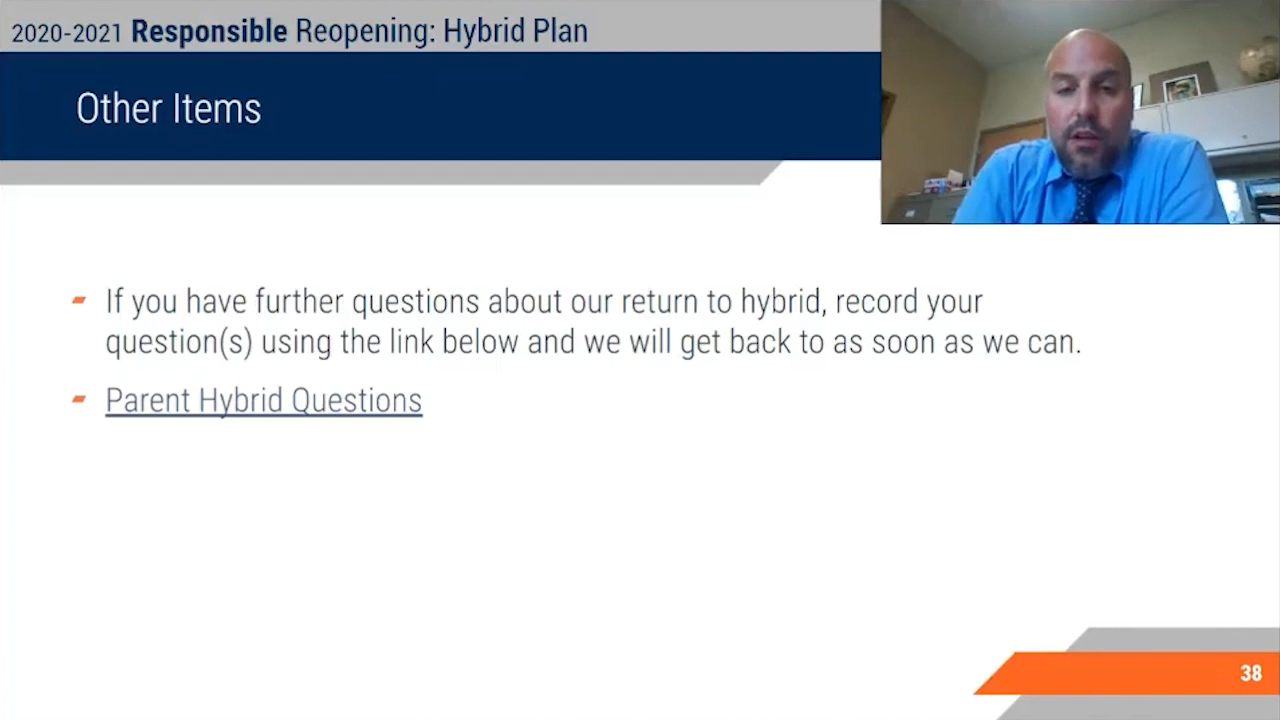 2020-2021 Responsible Reopening: Hybrid Plan
Other Items
If you have further questions about our return to hybrid, record your
question(s) using the link below and we will get back to as soon as we can.
Parent Hybrid Questions
38